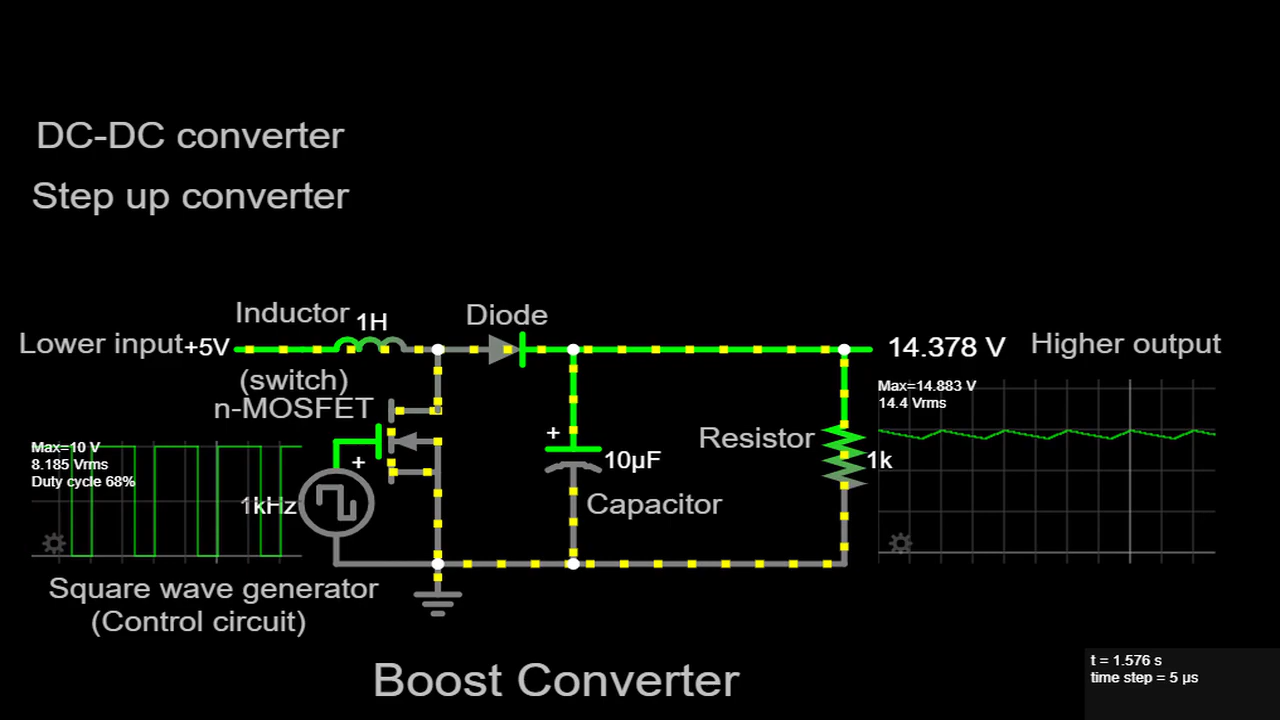 DC-DC converter
Step up converter
Inductor 1H
Diode
Lower input +5V
14.378 V
Higher output
(switch)
n-MOSFET
Max=14.883 V
14.4 Vrms
Max=10 V
8.185 Vrms
Duty cycle 68%
+
+
Resistor
1k
10µF
1kHz
Capacitor
Square wave generator
(Control circuit)
Boost Converter
t = 1.576 s
time step = 5 µs